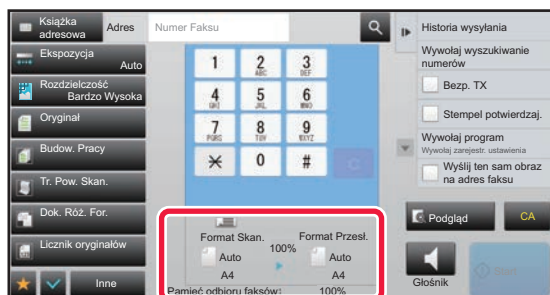 Książka
adresowa
Adres
Numer Faksu
Ekspozycja
Auto
Rozdzielczość
Bardzo Wysoka
Oryginał
Budow. Pracy
Tr. Pow. Skan.
Dok. Róż. For.
Licznik oryginałów
Inne
1
2
ABC
3
DEF
4
GHI
5
JKL
6
MNO
7
PQRS
8
TUV
9
WXYZ
0
#
C
Format Skan.
100%
Format Przesł.
Auto
Auto
A4
A4
Pamięć odbioru faksów:
100%
Historia wysyłania
Wywołaj wyszukiwanie
numerów
Bezp. TX
Stempel potwierdzaj.
Wywołaj program
Wywołaj zarejestr. ustawienia
Wyślij ten sam obraz
na adres faksu
Podgląd
CA
Głośnik
Start